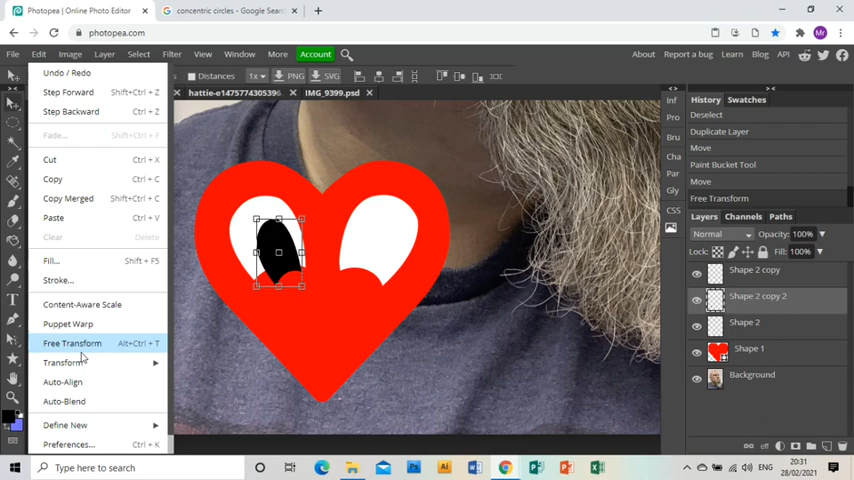 Photopea | Online Photo Editor
concentric circles - Google Sear
photopea.com
Mr
File Edit Image Layer Select Filter View Window More Account
About Report a bug Learn Blog API
Distances 1x PNG SVG
hattie-e147577430539 IMG_9399.psd
Undo / Redo
Step Forward Shift+Ctrl + Z
Step Backward Ctrl + Z
Fade... Shift+Ctrl + F
Cut Ctrl + X
Copy Ctrl + C
Copy Merged Shift+Ctrl + C
Paste Ctrl + V
Clear Delete
Fill... Shift + F5
Stroke...
Content-Aware Scale
Puppet Warp
Free Transform Alt+Ctrl + T
Transform
Auto-Align
Auto-Blend
Define New
Preferences... Ctrl + K
Inf
Pro
Bru
Cha
Par
Gly
CSS
History Swatches
Deselect
Duplicate Layer
Move
Paint Bucket Tool
Move
Free Transform
Layers Channels Paths
Normal Opacity: 100%
Lock: Fill: 100%
Shape 2 copy
Shape 2 copy 2
Shape 2
Shape 1
Background
eff
Type here to search
ENG
20:31
28/02/2021